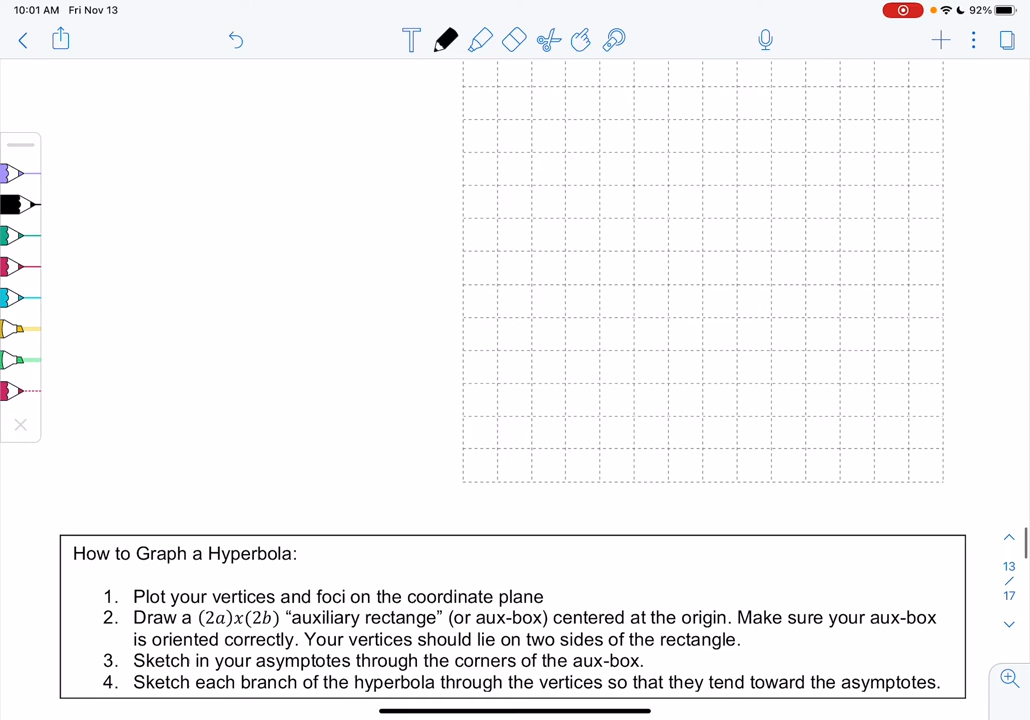 10:01 AM Fri Nov 13
92%
T
13
/
17
How to Graph a Hyperbola:
1. Plot your vertices and foci on the coordinate plane
2. Draw a (2𝑎)𝑥(2𝑏) “auxiliary rectange” (or aux-box) centered at the origin. Make sure your aux-box
is oriented correctly. Your vertices should lie on two sides of the rectangle.
3. Sketch in your asymptotes through the corners of the aux-box.
4. Sketch each branch of the hyperbola through the vertices so that they tend toward the asymptotes.